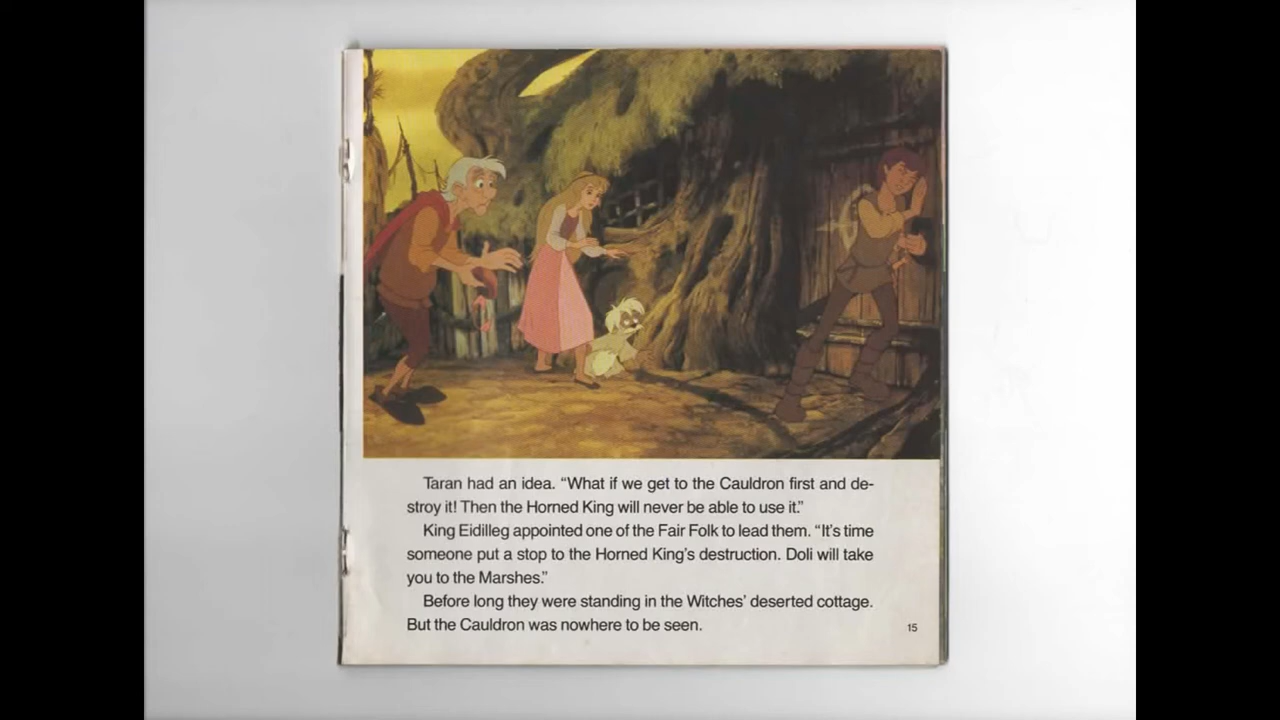 Taran had an idea. “What if we get to the Cauldron first and de-
stroy it! Then the Horned King will never be able to use it.”
King Eidilleg appointed one of the Fair Folk to lead them. “It’s time
someone put a stop to the Horned King’s destruction. Doli will take
you to the Marshes.”
Before long they were standing in the Witches’ deserted cottage.
But the Cauldron was nowhere to be seen.
15